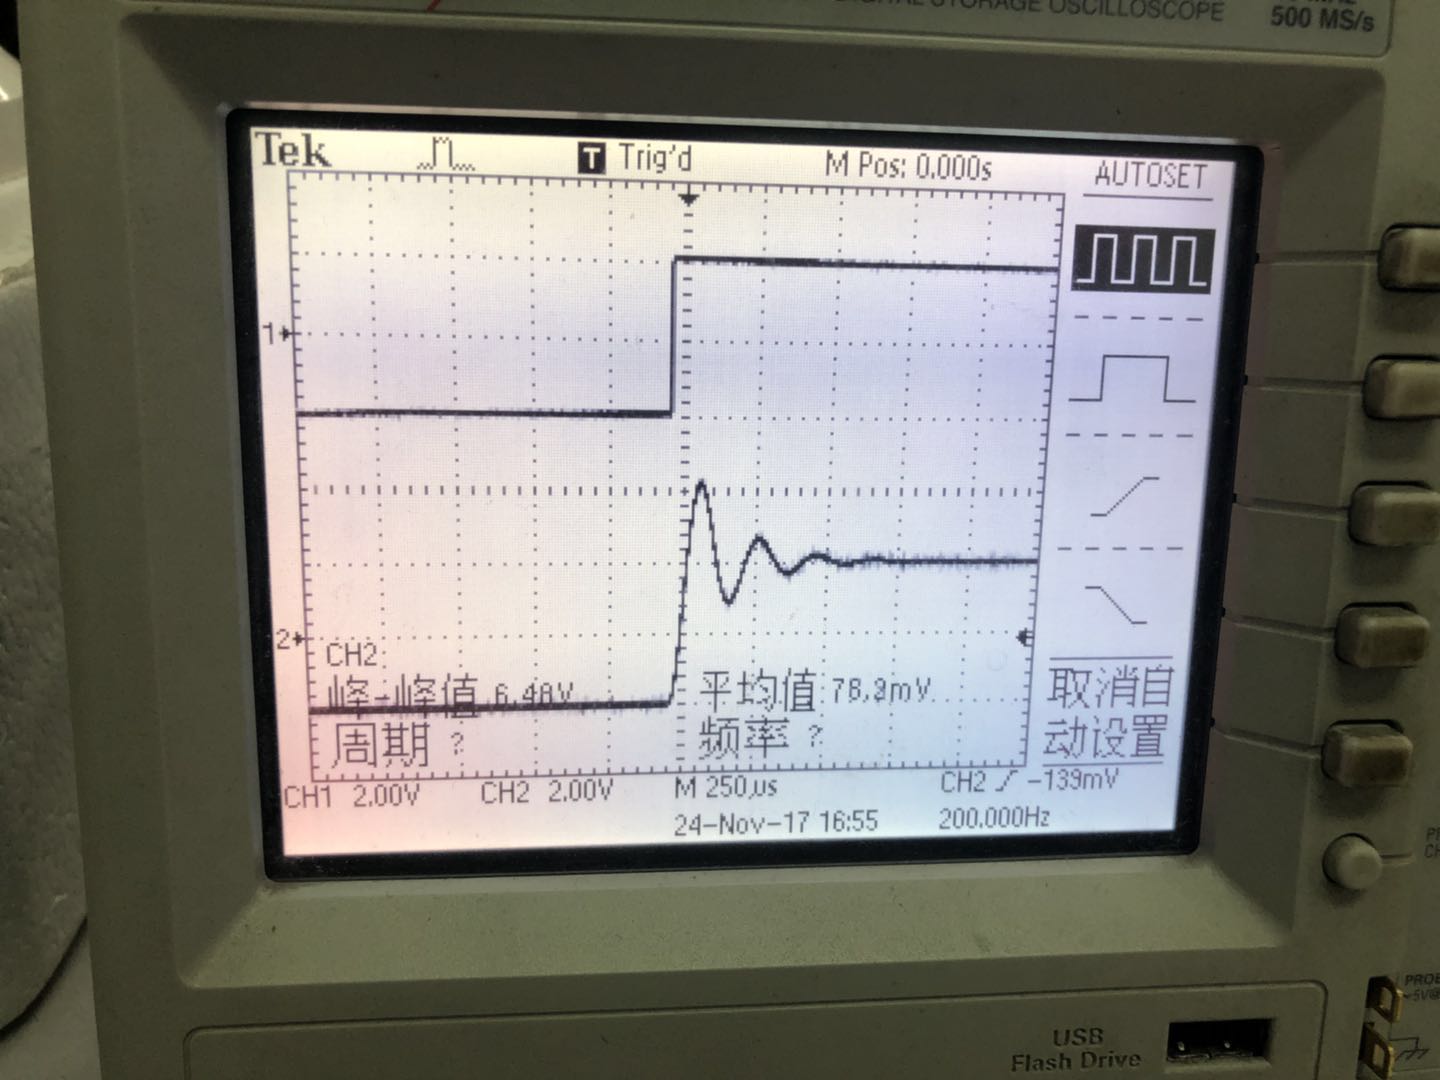 DIGITAL STORAGE OSCILLOSCOPE
500 MS/s
Tek T Trig'd M Pos: 0.000s AUTOSET
1
2
CH2
峰-峰值 6.48V 平均值 78.3mV
周期 ? 频率 ?
取消自
动设置
CH1 2.00V CH2 2.00V M 250µs CH2 -139mV
24-Nov-17 16:55 200.000Hz
USB
Flash Drive